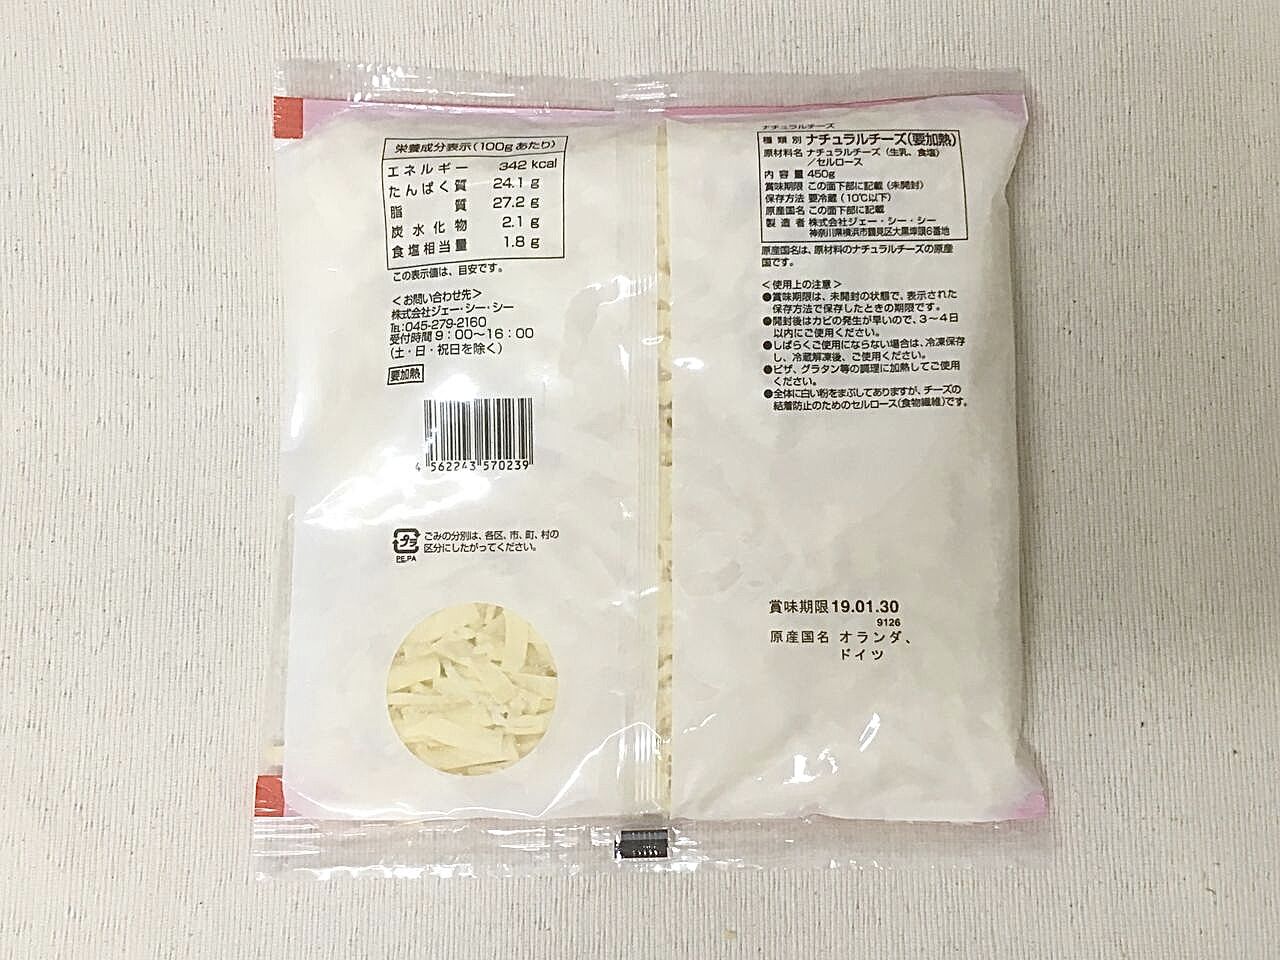 栄養成分表示(100gあたり)
エネルギー 342 kcal
たんぱく質 24.1 g
脂質 27.2 g
炭水化物 2.1 g
食塩相当量 1.8 g
この表示値は、目安です。
<お問い合わせ先>
株式会社ジェー・シー・シー
TEL:045-279-2160
受付時間 9:00〜16:00
(土・日・祝日を除く)
要加熱
4 562243 570239
プラ
PE,PA
ごみの分別は、各区、市、町、村の
区分にしたがってください。
ナチュラルチーズ
種類別 ナチュラルチーズ(要加熱)
原材料名 ナチュラルチーズ(生乳、食塩)
/セルロース
内容量 450g
賞味期限 この面下部に記載(未開封)
保存方法 要冷蔵(10℃以下)
原産国名 この面下部に記載
製造者 株式会社ジェー・シー・シー
神奈川県横浜市鶴見区大黒埠頭6番地
原産国名は、原材料のナチュラルチーズの原産
国です。
<使用上の注意>
●賞味期限は、未開封の状態で、表示された
保存方法で保存したときの期限です。
●開封後はカビの発生が早いので、3〜4日
以内にご使用ください。
●しばらくご使用にならない場合は、冷凍保存
し、冷蔵解凍後、ご使用ください。
●ピザ、グラタン等の調理に加熱してご使用
ください。
●全体に白い粉をまぶしてありますが、チーズの
結着防止のためのセルロース(食物繊維)です。
賞味期限 19.01.30
9126
原産国名 オランダ、
ドイツ